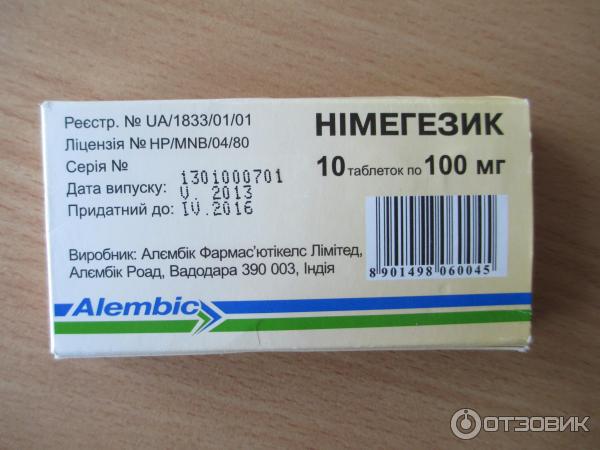 Реєстр. № UA/1833/01/01
Ліцензія № HP/MNB/04/80
Серія №
1301000701
Дата випуску: V. 2013
Придатний до: IV.2016
НІМЕГЕЗИК
10 таблеток по 100 мг
Виробник: Алємбік Фармас'ютікелс Лімітед,
Алємбік Роад, Вадодара 390 003, Індія
8 901498 060045
Alembic
ОТЗОВИК